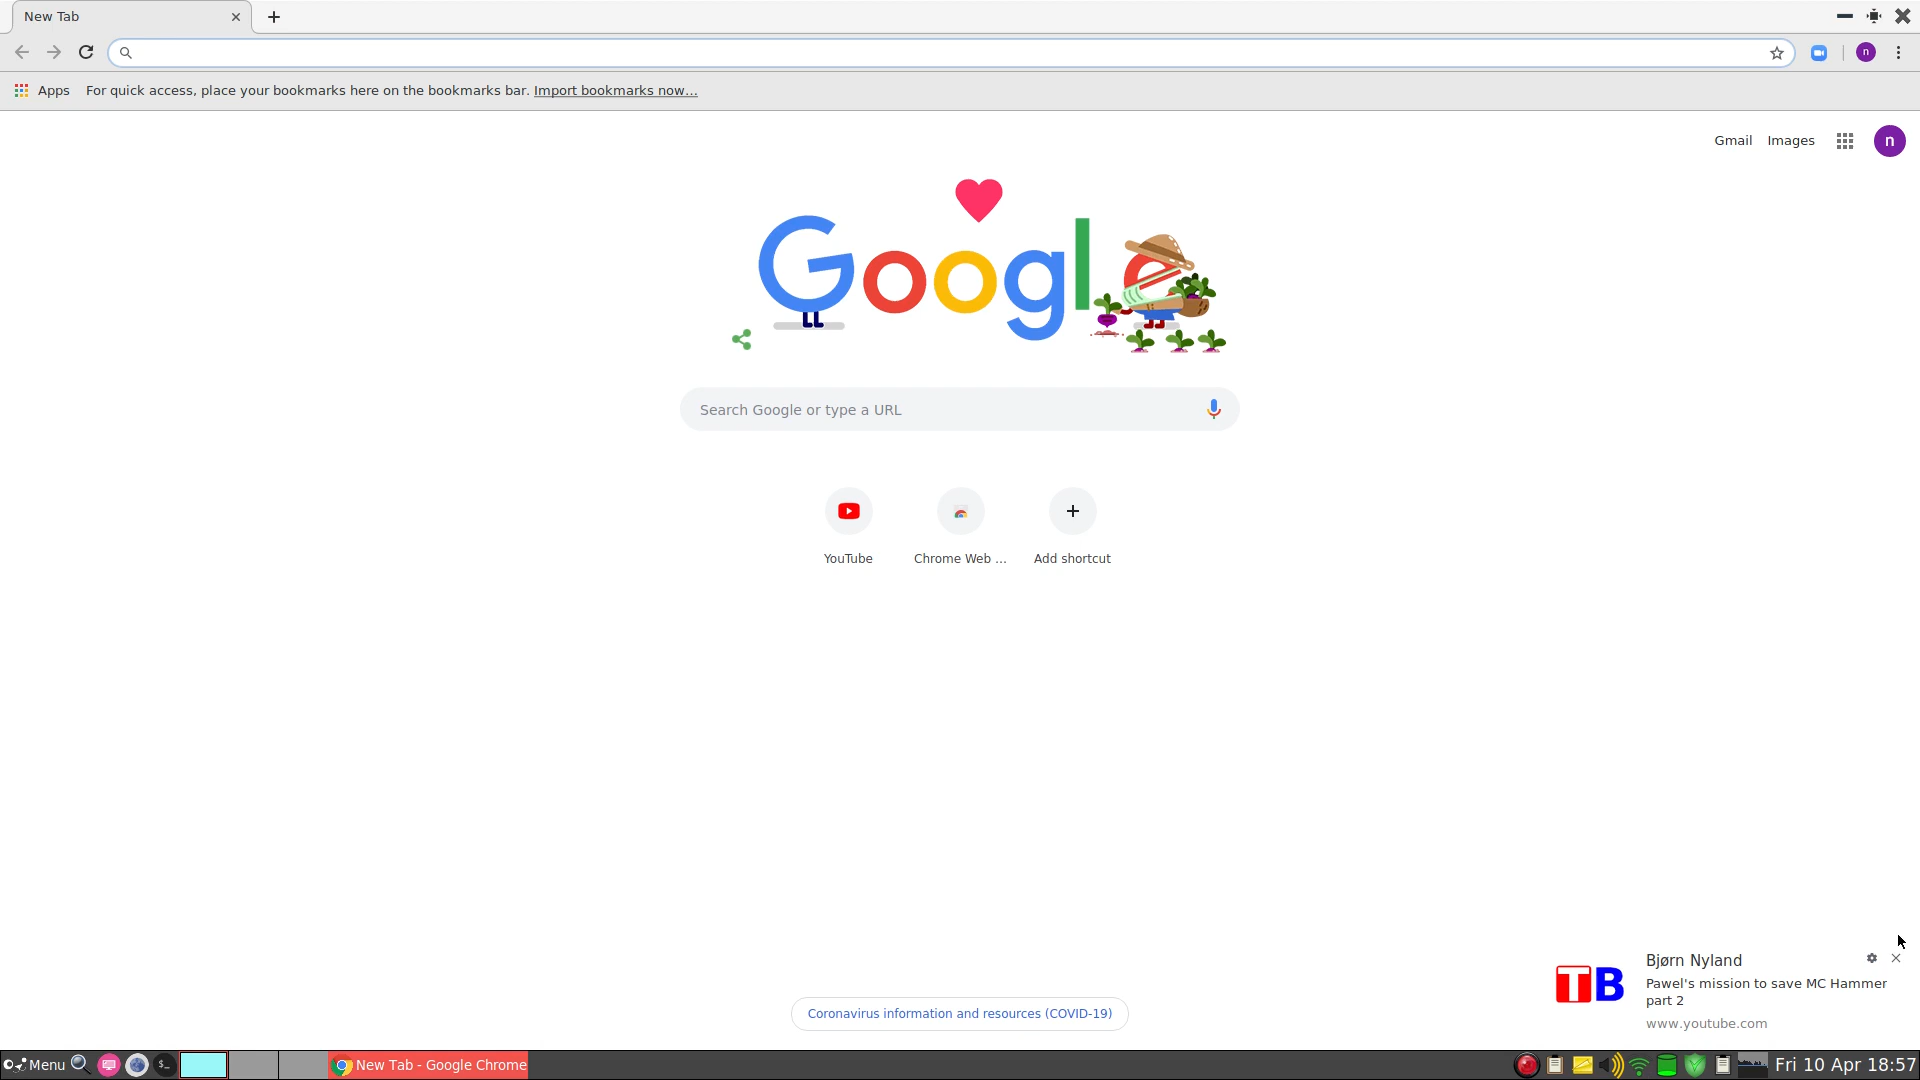 New Tab
Apps For quick access, place your bookmarks here on the bookmarks bar. Import bookmarks now...
n
Gmail Images n
Google
Search Google or type a URL
YouTube Chrome Web ... Add shortcut
Coronavirus information and resources (COVID-19)
TB
Bjørn Nyland
Pawel's mission to save MC Hammer
part 2
www.youtube.com
Menu New Tab - Google Chrome Fri 10 Apr 18:57